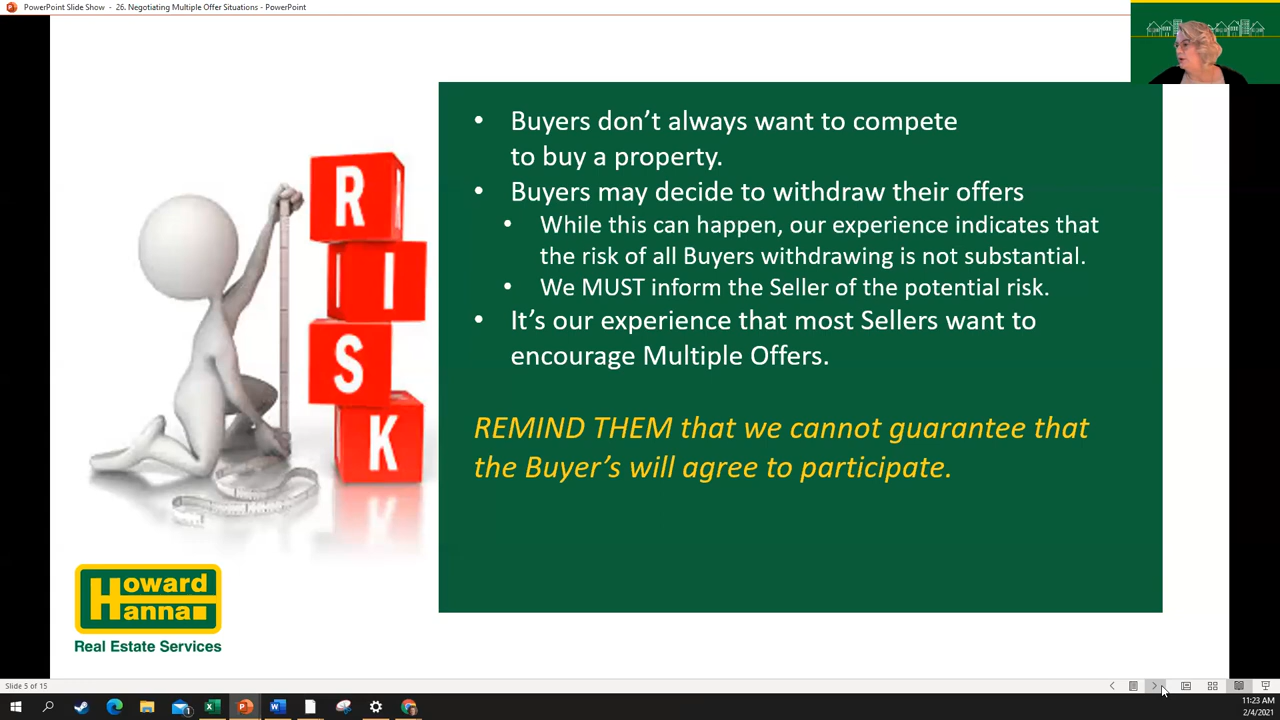 PowerPoint Slide Show - 26. Negotiating Multiple Offer Situations - PowerPoint
R
I
S
K
• Buyers don’t always want to compete
to buy a property.
• Buyers may decide to withdraw their offers
• While this can happen, our experience indicates that
the risk of all Buyers withdrawing is not substantial.
• We MUST inform the Seller of the potential risk.
• It’s our experience that most Sellers want to
encourage Multiple Offers.
REMIND THEM that we cannot guarantee that
the Buyer’s will agree to participate.
Howard
Hanna
Real Estate Services
Slide 5 of 15
11:23 AM
2/4/2021